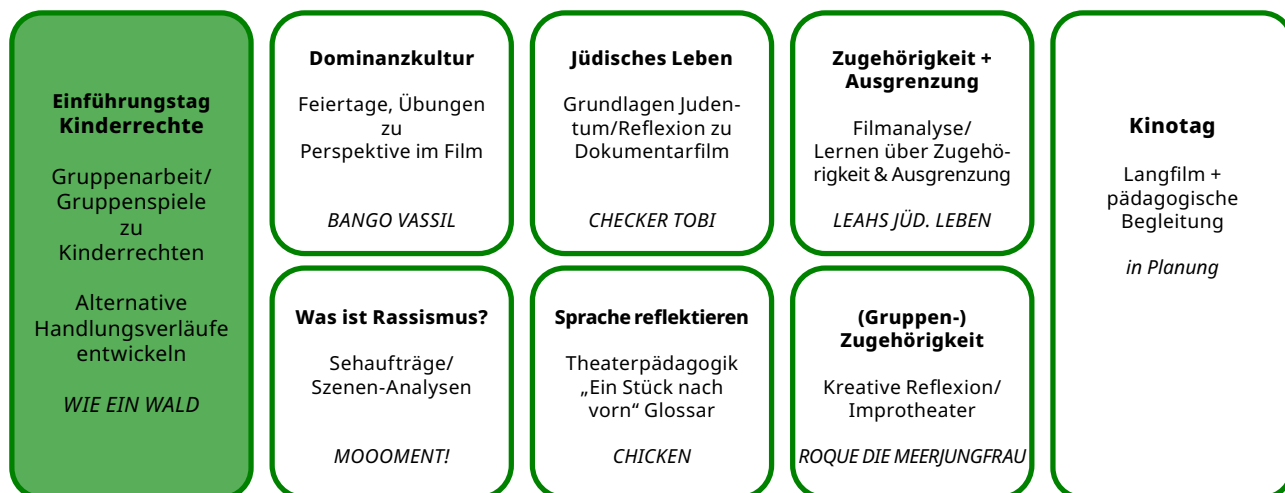 Einführungstag
Kinderrechte
Gruppenarbeit/
Gruppenspiele
zu
Kinderrechten
Alternative
Handlungsverläufe
entwickeln
WIE EIN WALD
Dominanzkultur
Feiertage, Übungen
zu
Perspektive im Film
BANGO VASSIL
Was ist Rassismus?
Sehaufträge/
Szenen-Analysen
MOOOMENT!
Jüdisches Leben
Grundlagen Juden-
tum/Reflexion zu
Dokumentarfilm
CHECKER TOBI
Sprache reflektieren
Theaterpädagogik
„Ein Stück nach
vorn“ Glossar
CHICKEN
Zugehörigkeit +
Ausgrenzung
Filmanalyse/
Lernen über Zugehö-
rigkeit & Ausgrenzung
LEAHS JÜD. LEBEN
(Gruppen-)
Zugehörigkeit
Kreative Reflexion/
Improtheater
ROQUE DIE MEERJUNGFRAU
Kinotag
Langfilm +
pädagogische
Begleitung
in Planung